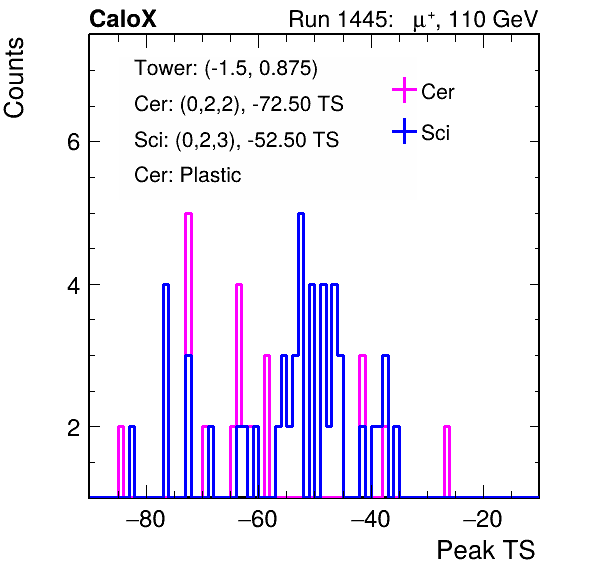 CaloX Run 1445: μ⁺, 110 GeV
Counts
Tower: (-1.5, 0.875)
Cer: (0,2,2), -72.50 TS
Sci: (0,2,3), -52.50 TS
Cer: Plastic
Cer
Sci
6
4
2
−80 −60 −40 −20
Peak TS